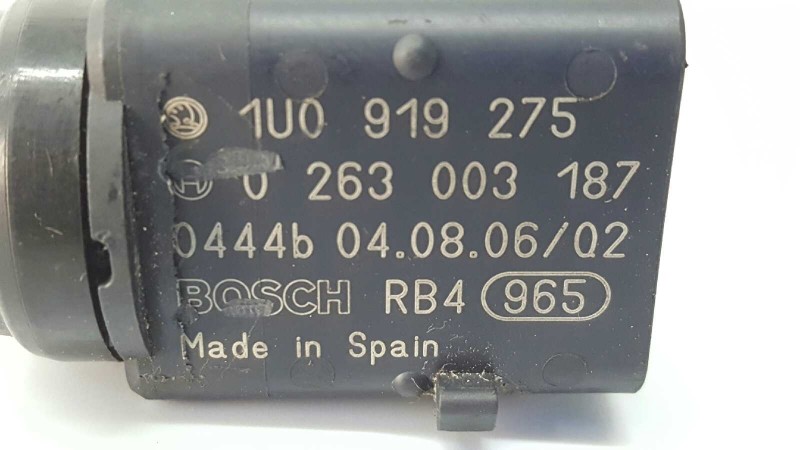 1U0 919 275
0 263 003 187
0444b 04.08.06/02
BOSCH RB4 965
Made in Spain